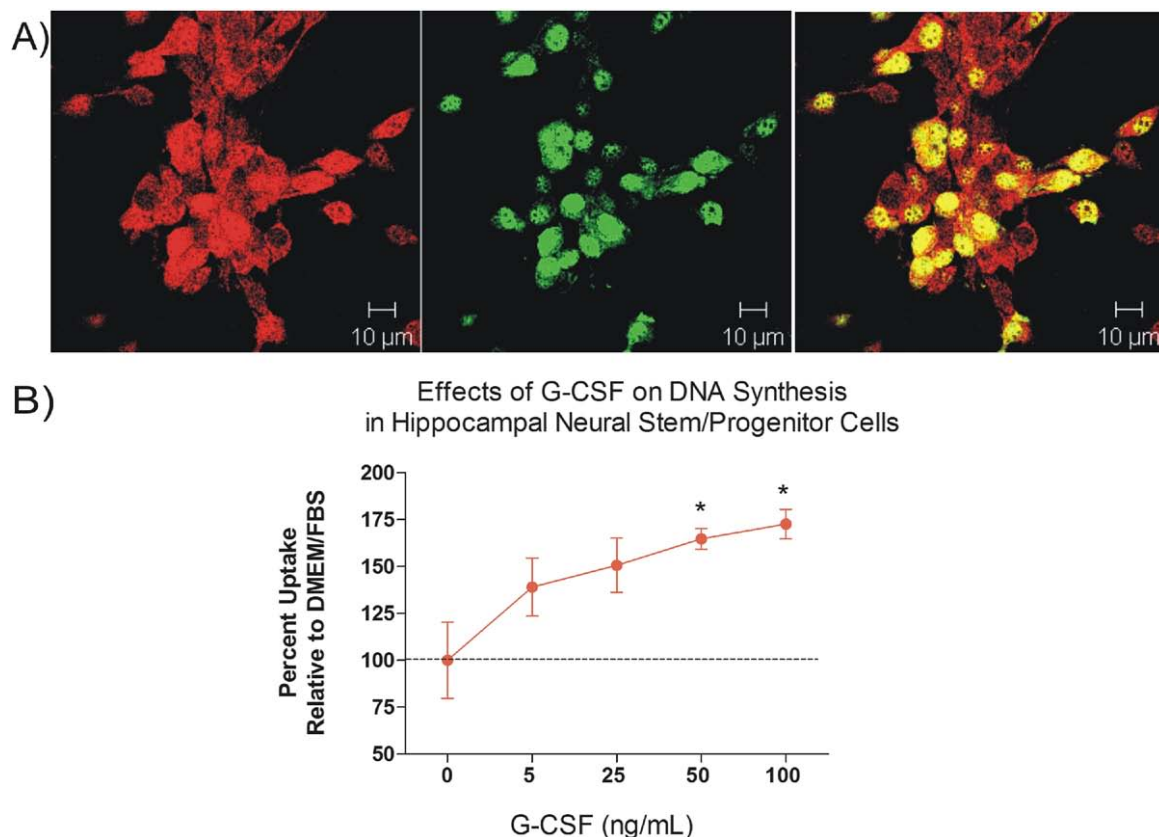 A)
10 µm
10 µm
10 µm
B)
Effects of G-CSF on DNA Synthesis
in Hippocampal Neural Stem/Progenitor Cells
Percent Uptake
Relative to DMEM/FBS
200
175
150
125
100
75
50
*
*
0 5 25 50 100
G-CSF (ng/mL)